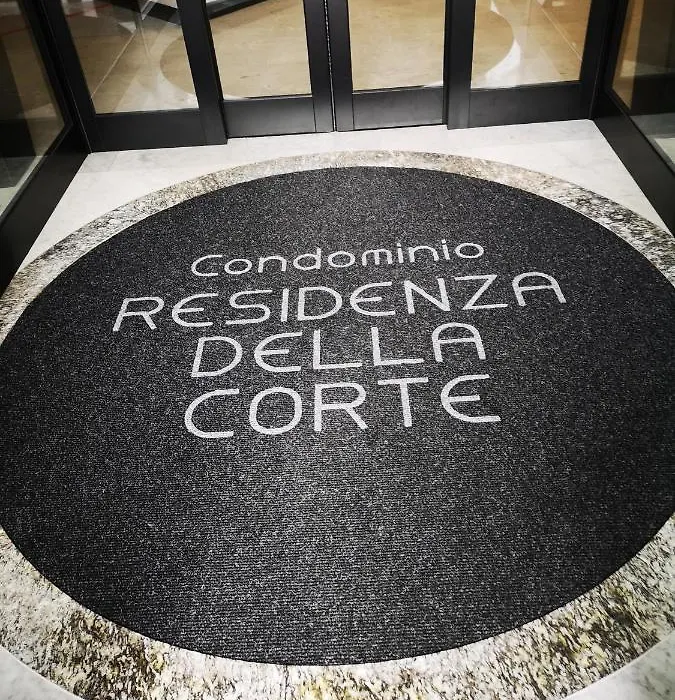 Condominio
RESIDENZA
DELLA
CORTE